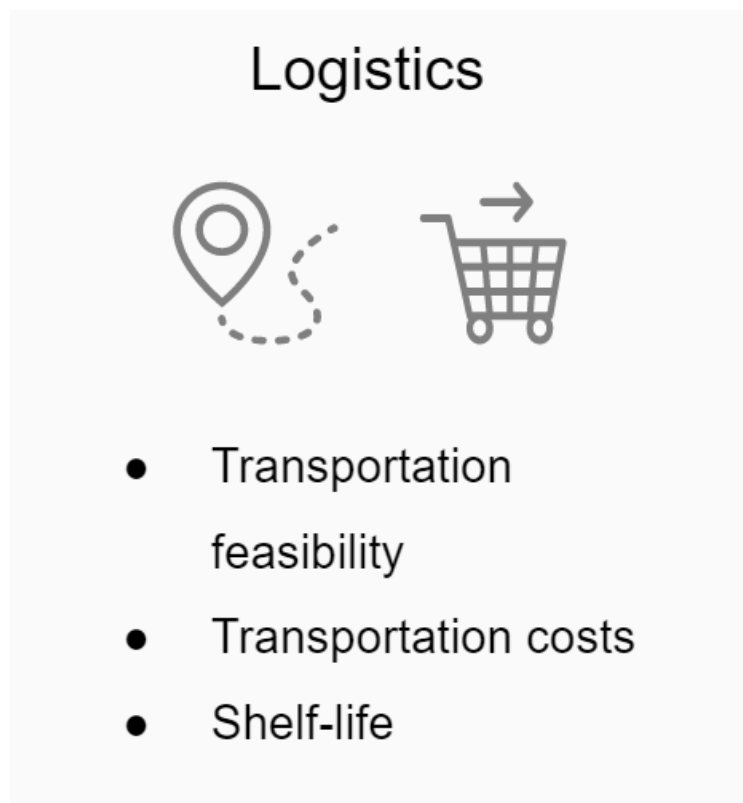 Logistics
● Transportation
feasibility
● Transportation costs
● Shelf-life